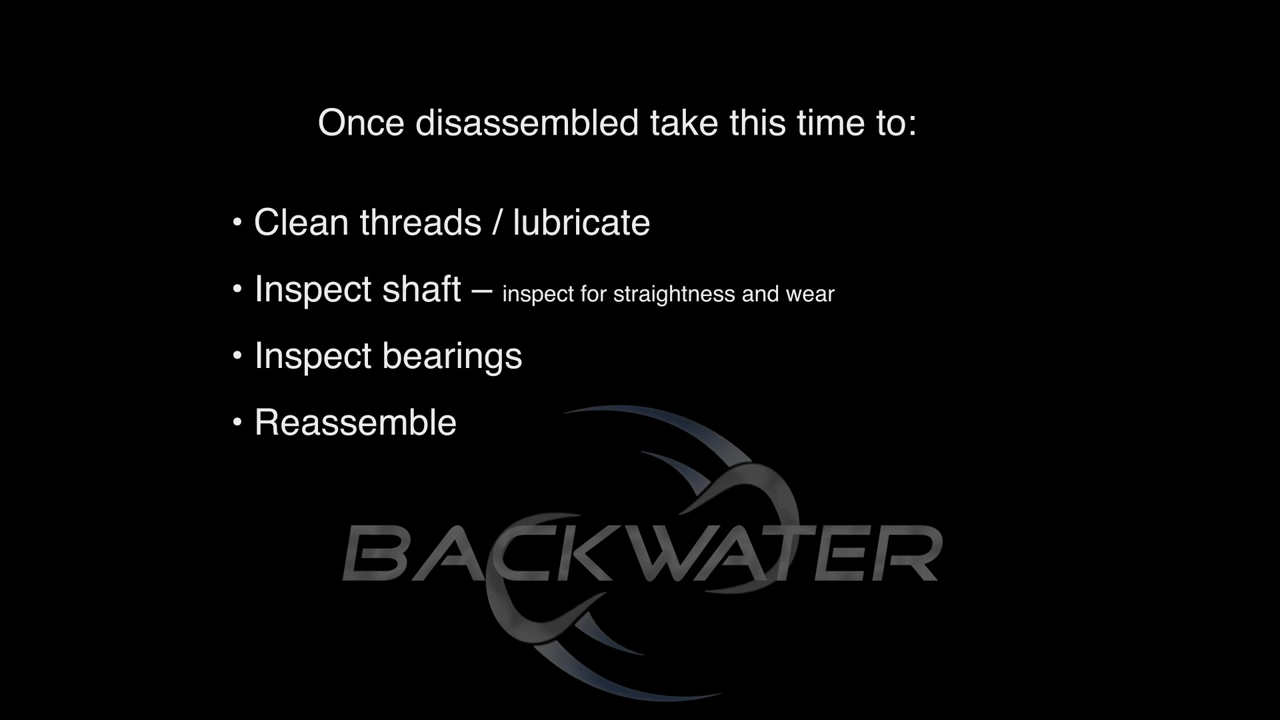 Once disassembled take this time to:
• Clean threads / lubricate
• Inspect shaft – inspect for straightness and wear
• Inspect bearings
• Reassemble
BACKWATER